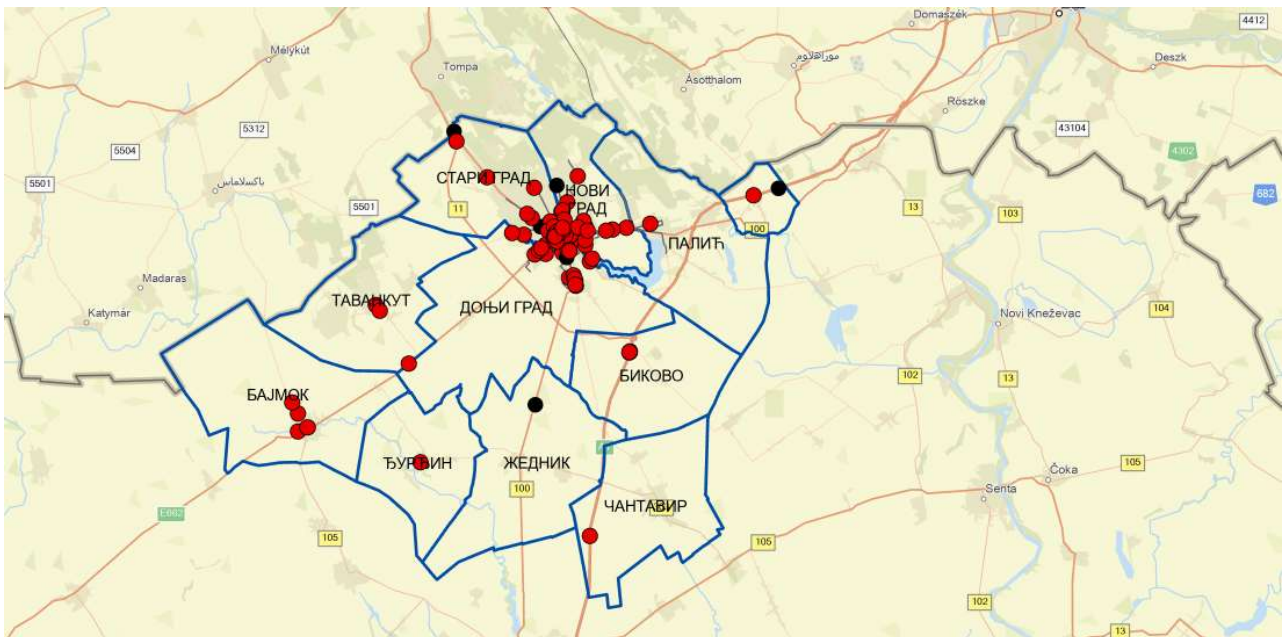 4412
Domaszék
Mélykút
Deszk
Tompa
Ásotthalom
Röszke
5312
43104
5504
4302
5501
682
СТАРИ ГРАД
НОВИ
ГРАД
5501
11
13
103
100
ПАЛИЋ
Madaras
ТАВАНКУТ
ДОЊИ ГРАД
104
Katymár
Novi Kneževac
БИКОВО
102
13
БАЈМОК
ЂУРЂИН
ЖЕДНИК
105
Čoka
100
Senta
ЧАНТАВИР
E662
105
105
102
13